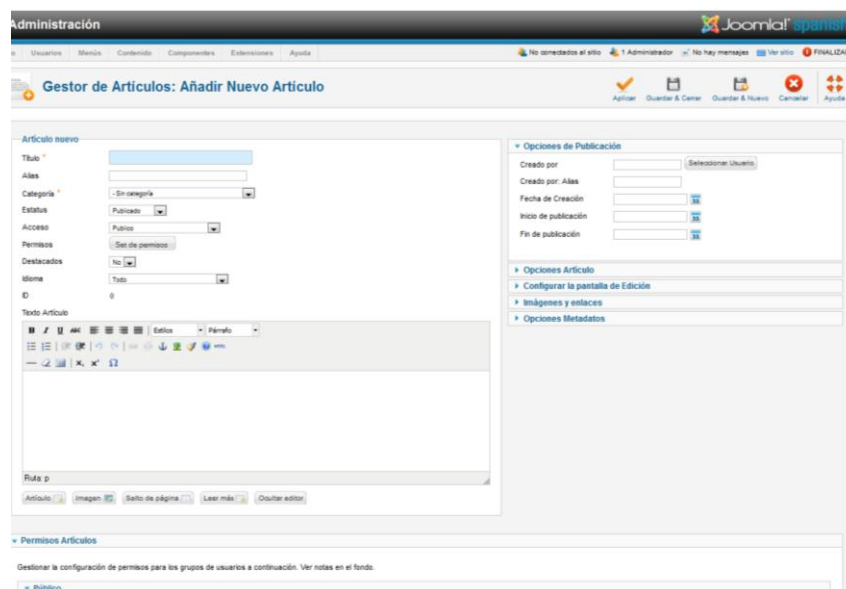 Administración
Joomla!® spanish
Usuarios Menús Contenido Componentes Extensiones Ayuda
No conectados al sitio 1 Administrador No hay mensajes Ver sitio FINALIZA
Gestor de Artículos: Añadir Nuevo Artículo
Aplicar Guardar & Cerrar Guardar & Nuevo Cancelar Ayuda
Artículo nuevo
Título *
Alias
Categoría * - Sin categoría
Estatus Publicado
Acceso Publico
Permisos Set de permisos
Destacados No
Idioma Todo
ID 0
Texto Artículo
B I U ABC Estilos Párrafo
HTML
Ω
Ruta: p
Artículo Imagen Salto de página Leer más Ocultar editor
Opciones de Publicación
Creado por Seleccionar Usuario
Creado por: Alias
Fecha de Creación
Inicio de publicación
Fin de publicación
Opciones Artículo
Configurar la pantalla de Edición
Imágenes y enlaces
Opciones Metadatos
Permisos Artículos
Gestionar la configuración de permisos para los grupos de usuarios a continuación. Ver notas en el fondo.
Público